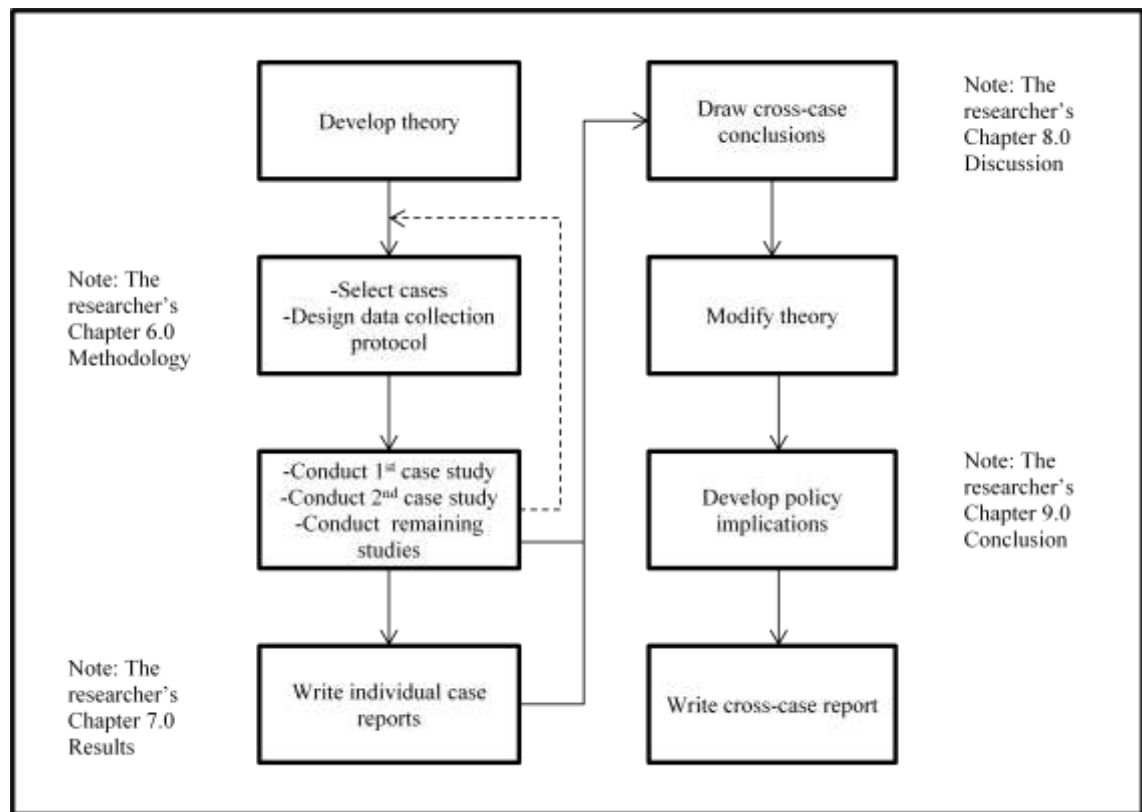 Develop theory
Note: The
researcher's
Chapter 6.0
Methodology
-Select cases
-Design data collection
protocol
-Conduct 1st case study
-Conduct 2nd case study
-Conduct remaining
studies
Note: The
researcher's
Chapter 7.0
Results
Write individual case
reports
Draw cross-case
conclusions
Note: The
researcher's
Chapter 8.0
Discussion
Modify theory
Develop policy
implications
Note: The
researcher's
Chapter 9.0
Conclusion
Write cross-case report